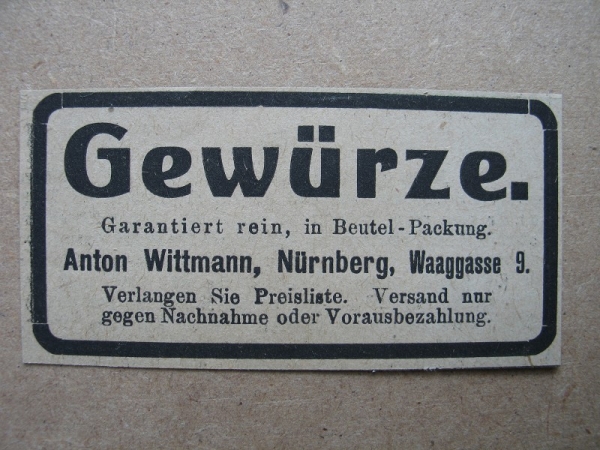 Gewürze.
Garantiert rein, in Beutel-Packung.
Anton Wittmann, Nürnberg, Waaggasse 9.
Verlangen Sie Preisliste. Versand nur
gegen Nachnahme oder Vorausbezahlung.